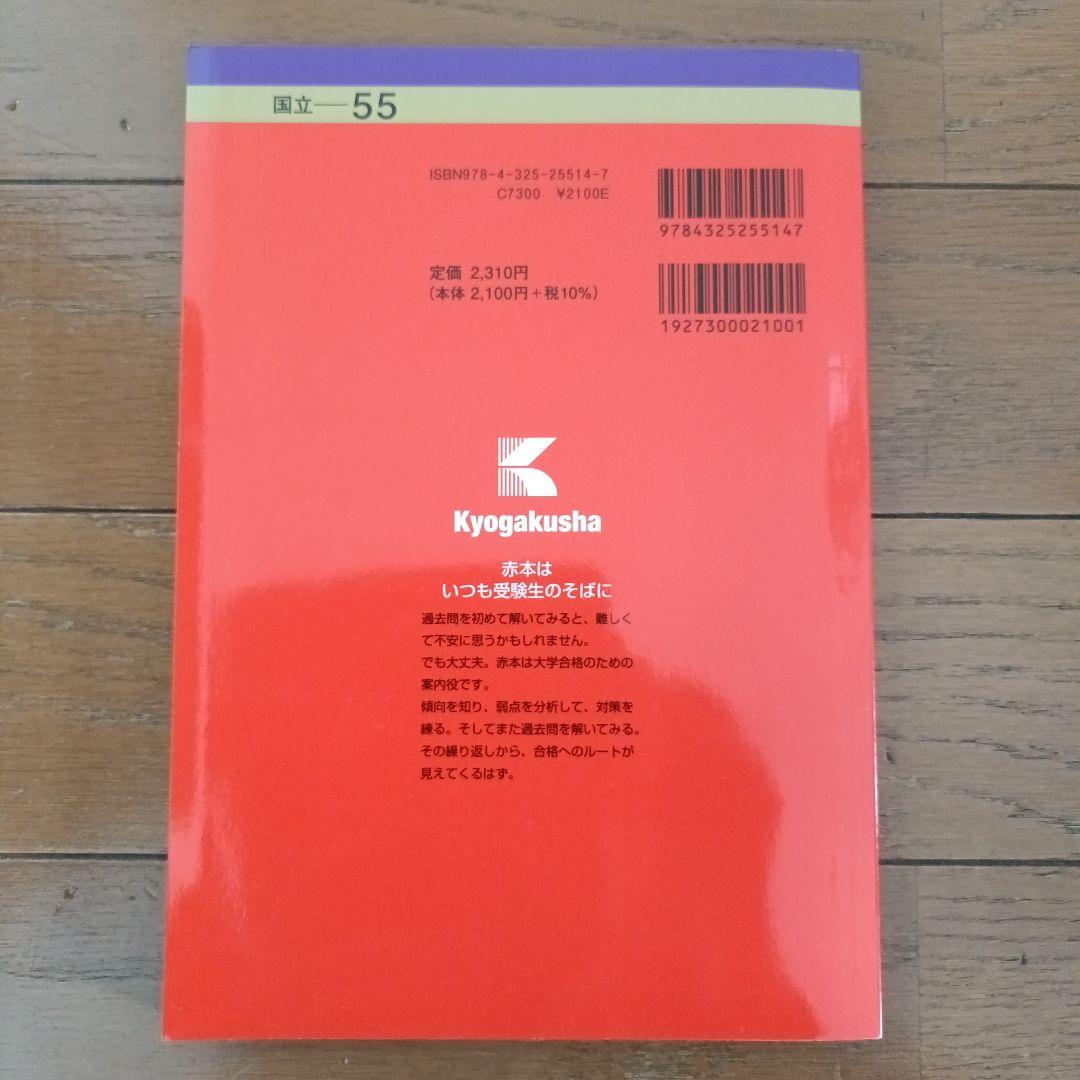 国立―55
ISBN978-4-325-25514-7
C7300 ¥2100E
9784325255147
定価 2,310円
(本体 2,100円+税10%)
1927300021001
Kyogakusha
赤本は
いつも受験生のそばに
過去問を初めて解いてみると、難しく
て不安に思うかもしれません。
でも大丈夫。赤本は大学合格のための
案内役です。
傾向を知り、弱点を分析して、対策を
練る。そしてまた過去問を解いてみる。
その繰り返しから、合格へのルートが
見えてくるはず。